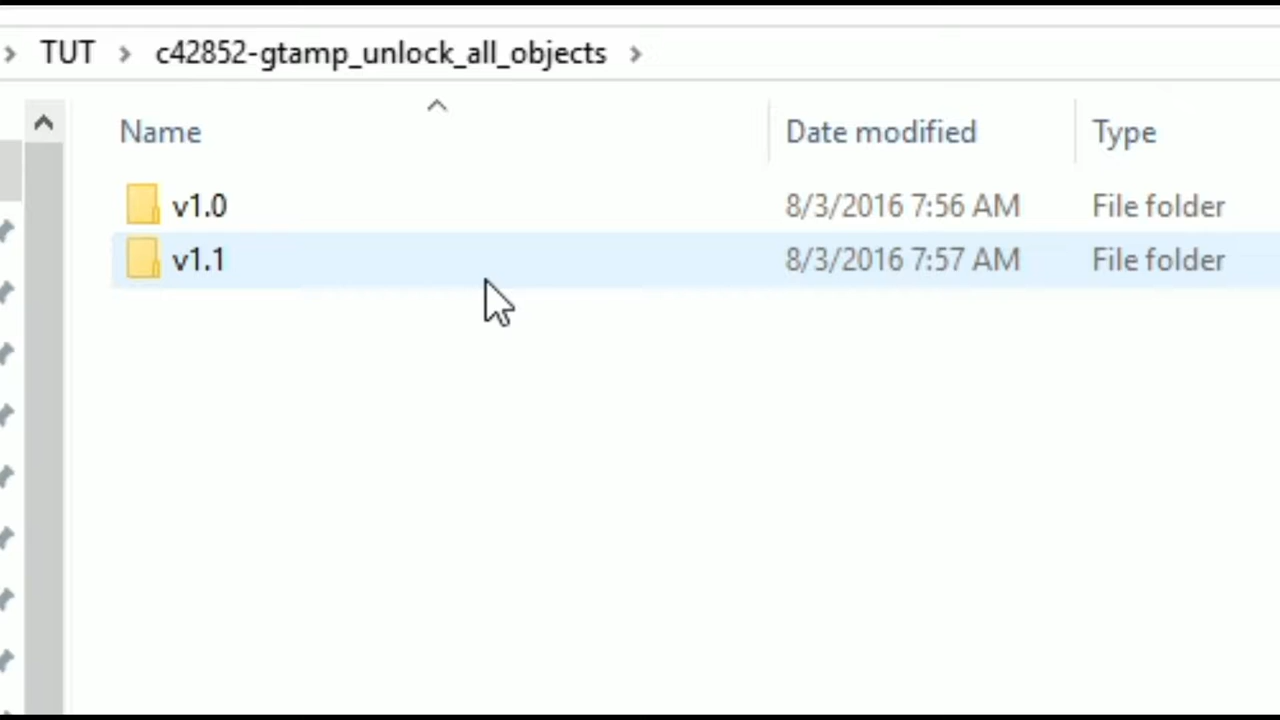 TUT c42852-gtamp_unlock_all_objects
Name Date modified Type
v1.0 8/3/2016 7:56 AM File folder
v1.1 8/3/2016 7:57 AM File folder